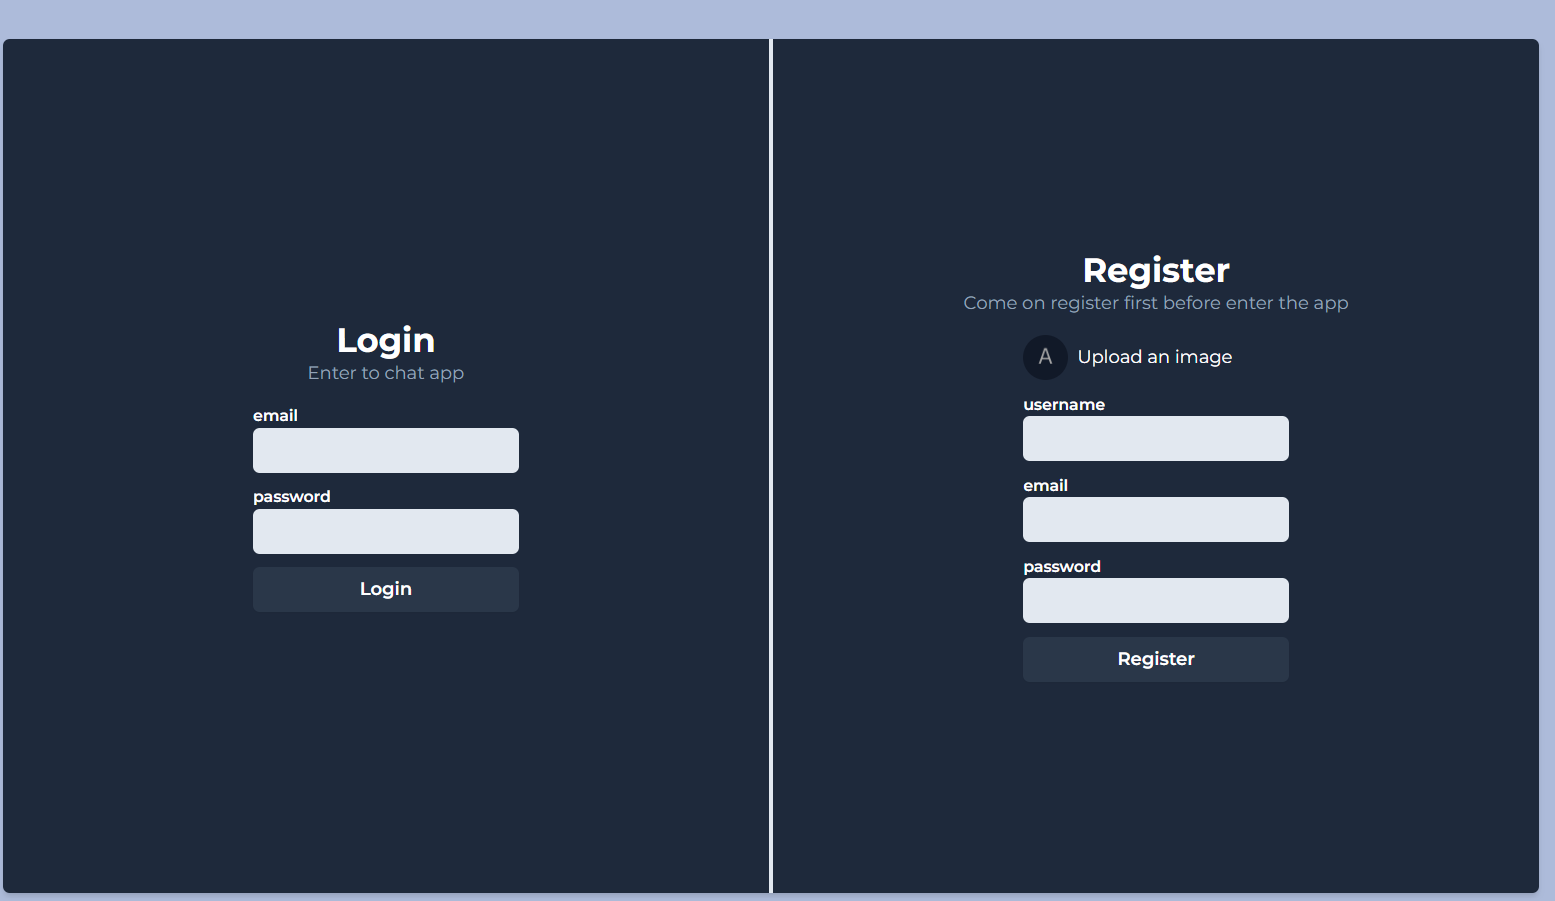 Login
Enter to chat app
email
password
Login
Register
Come on register first before enter the app
A
Upload an image
username
email
password
Register